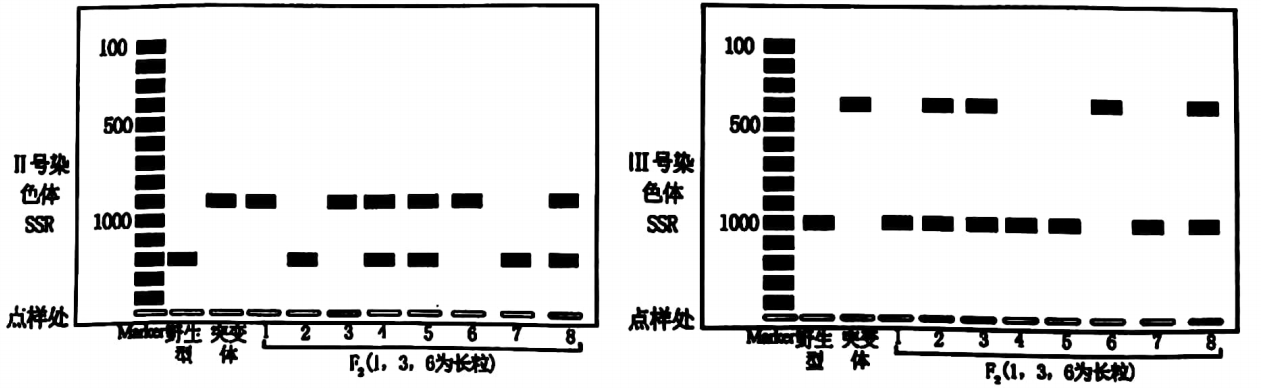 100
500
1000
II号染
色体
SSR
点样处
Marker 野生型 突变体 1 2 3 4 5 6 7 8
F₂(1，3，6为长粒)
100
500
1000
III号染
色体
SSR
点样处
Marker 野生型 突变体 1 2 3 4 5 6 7 8
F₂(1，3，6为长粒)